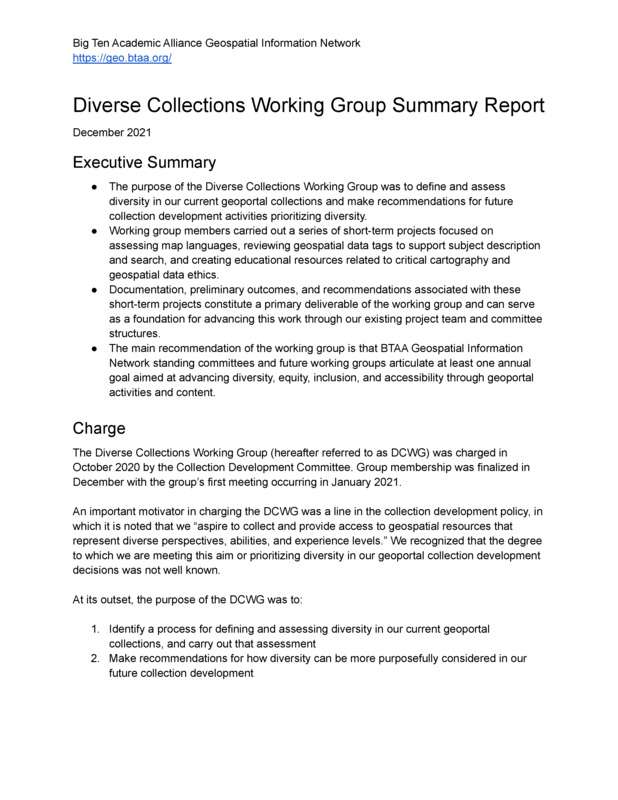 Big Ten Academic Alliance Geospatial Information Network
https://geo.btaa.org/
Diverse Collections Working Group Summary Report
December 2021
Executive Summary
● The purpose of the Diverse Collections Working Group was to define and assess
diversity in our current geoportal collections and make recommendations for future
collection development activities prioritizing diversity.
● Working group members carried out a series of short-term projects focused on
assessing map languages, reviewing geospatial data tags to support subject description
and search, and creating educational resources related to critical cartography and
geospatial data ethics.
● Documentation, preliminary outcomes, and recommendations associated with these
short-term projects constitute a primary deliverable of the working group and can serve
as a foundation for advancing this work through our existing project team and committee
structures.
● The main recommendation of the working group is that BTAA Geospatial Information
Network standing committees and future working groups articulate at least one annual
goal aimed at advancing diversity, equity, inclusion, and accessibility through geoportal
activities and content.
Charge
The Diverse Collections Working Group (hereafter referred to as DCWG) was charged in
October 2020 by the Collection Development Committee. Group membership was finalized in
December with the group's first meeting occurring in January 2021.
An important motivator in charging the DCWG was a line in the collection development policy, in
which it is noted that we “aspire to collect and provide access to geospatial resources that
represent diverse perspectives, abilities, and experience levels.” We recognized that the degree
to which we are meeting this aim or prioritizing diversity in our geoportal collection development
decisions was not well known.
At its outset, the purpose of the DCWG was to:
1. Identify a process for defining and assessing diversity in our current geoportal
collections, and carry out that assessment
2. Make recommendations for how diversity can be more purposefully considered in our
future collection development